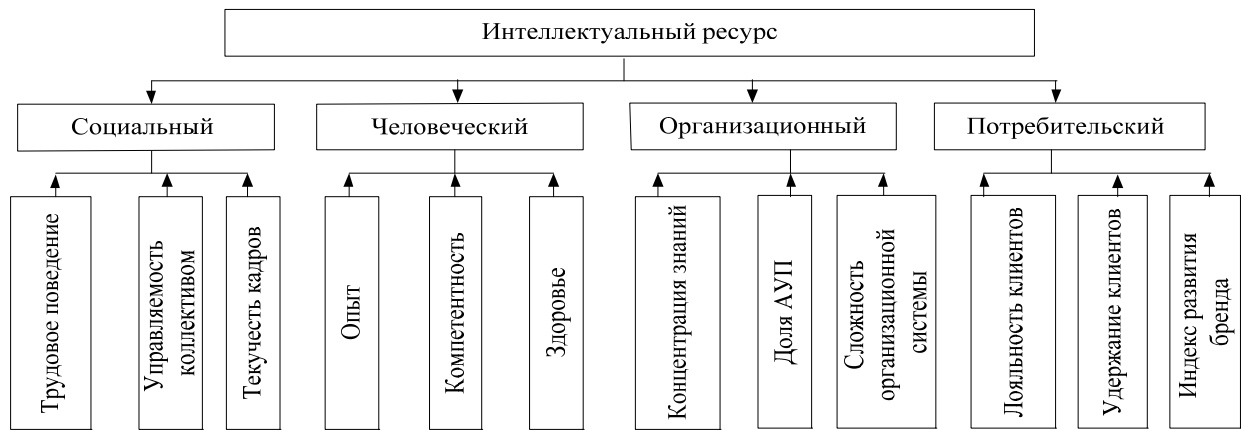 Интеллектуальный ресурс
Социальный
Человеческий
Организационный
Потребительский
Трудовое поведение
Управляемость
коллективом
Текучесть кадров
Опыт
Компетентность
Здоровье
Концентрация знаний
Доля АУП
Сложность
организационной
системы
Лояльность клиентов
Удержание клиентов
Индекс развития
бренда